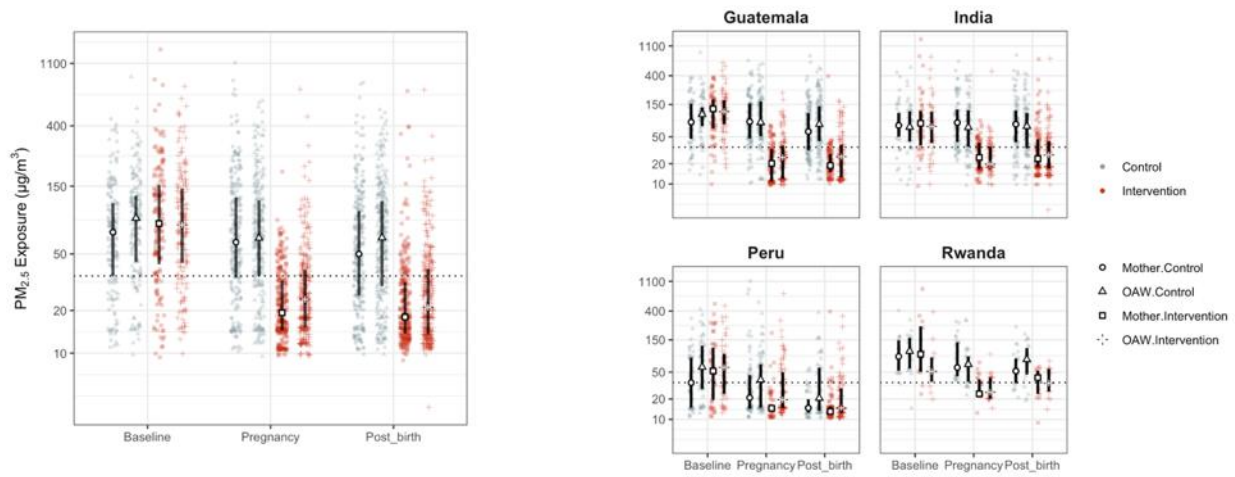 PM2.5 Exposure (μg/m³)
1100
400
150
50
20
10
Baseline Pregnancy Post_birth
Guatemala India
1100
400
150
50
20
10
Peru Rwanda
1100
400
150
50
20
10
Baseline Pregnancy Post_birth Baseline Pregnancy Post_birth
Control
Intervention
Mother.Control
OAW.Control
Mother.Intervention
OAW.Intervention